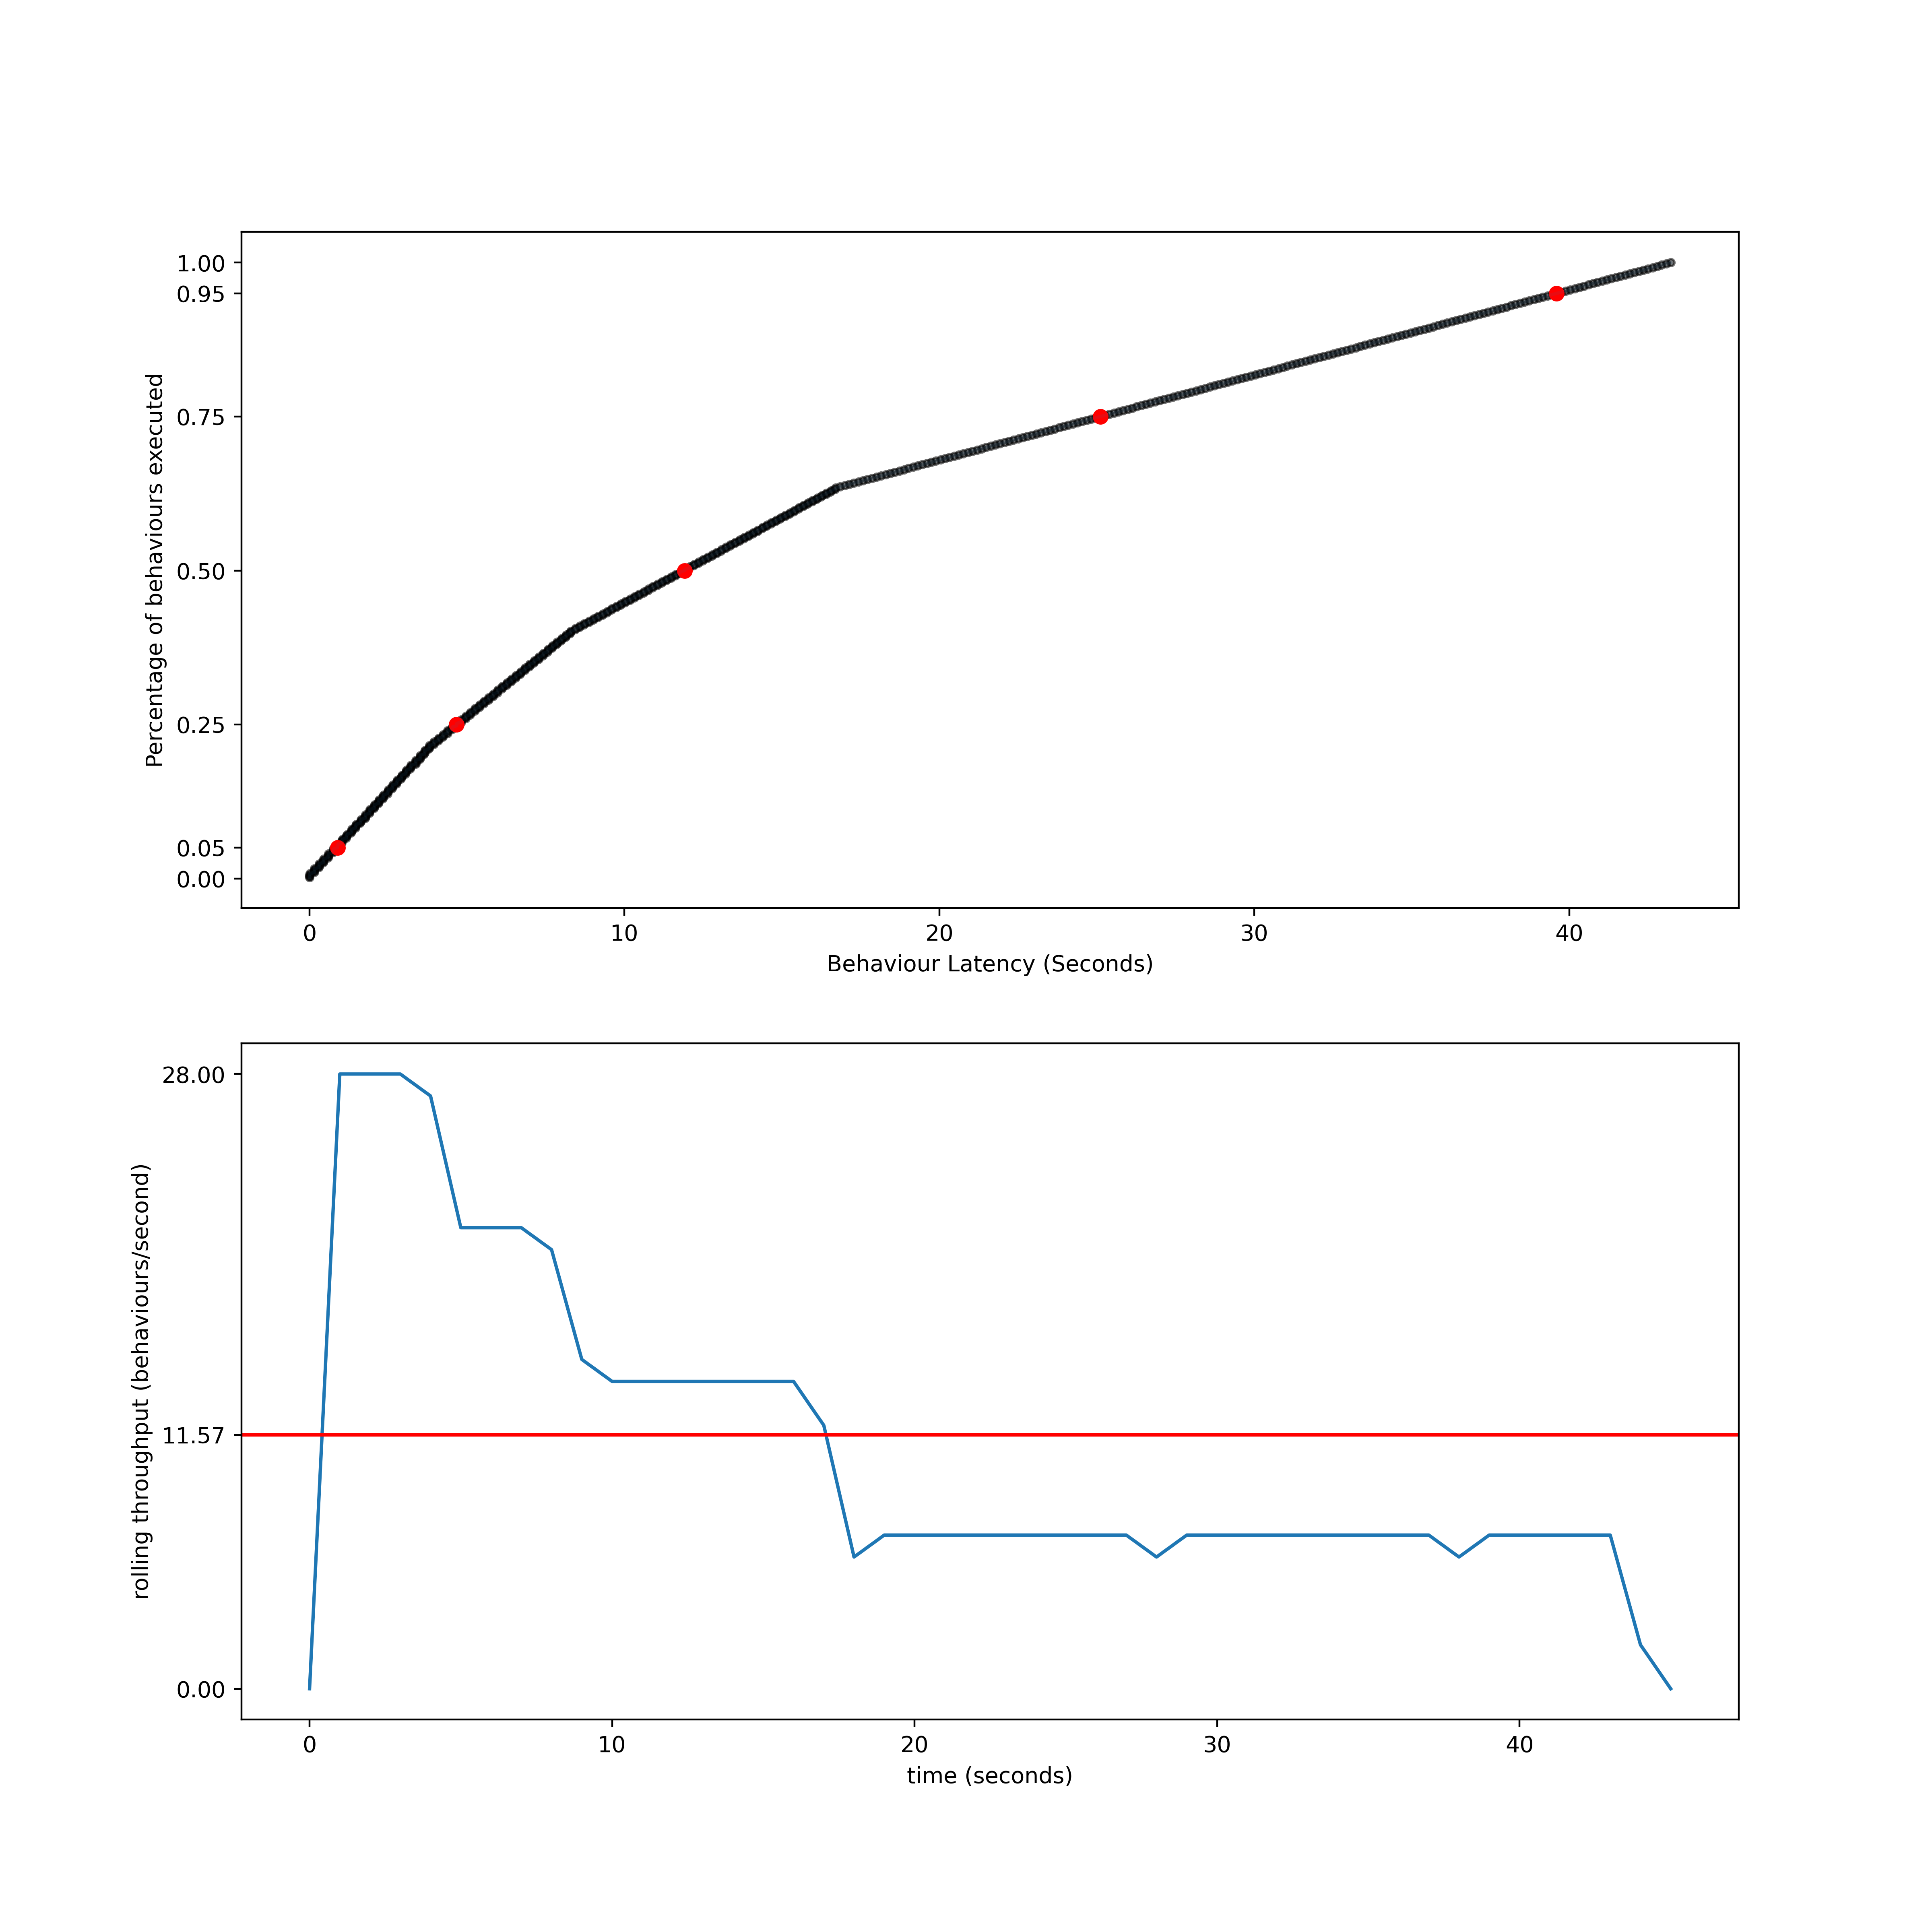 1.00
0.95
0.75
0.50
0.25
0.05
0.00
Percentage of behaviours executed
0 10 20 30 40
Behaviour Latency (Seconds)
28.00
11.57
0.00
rolling throughput (behaviours/second)
0 10 20 30 40
time (seconds)